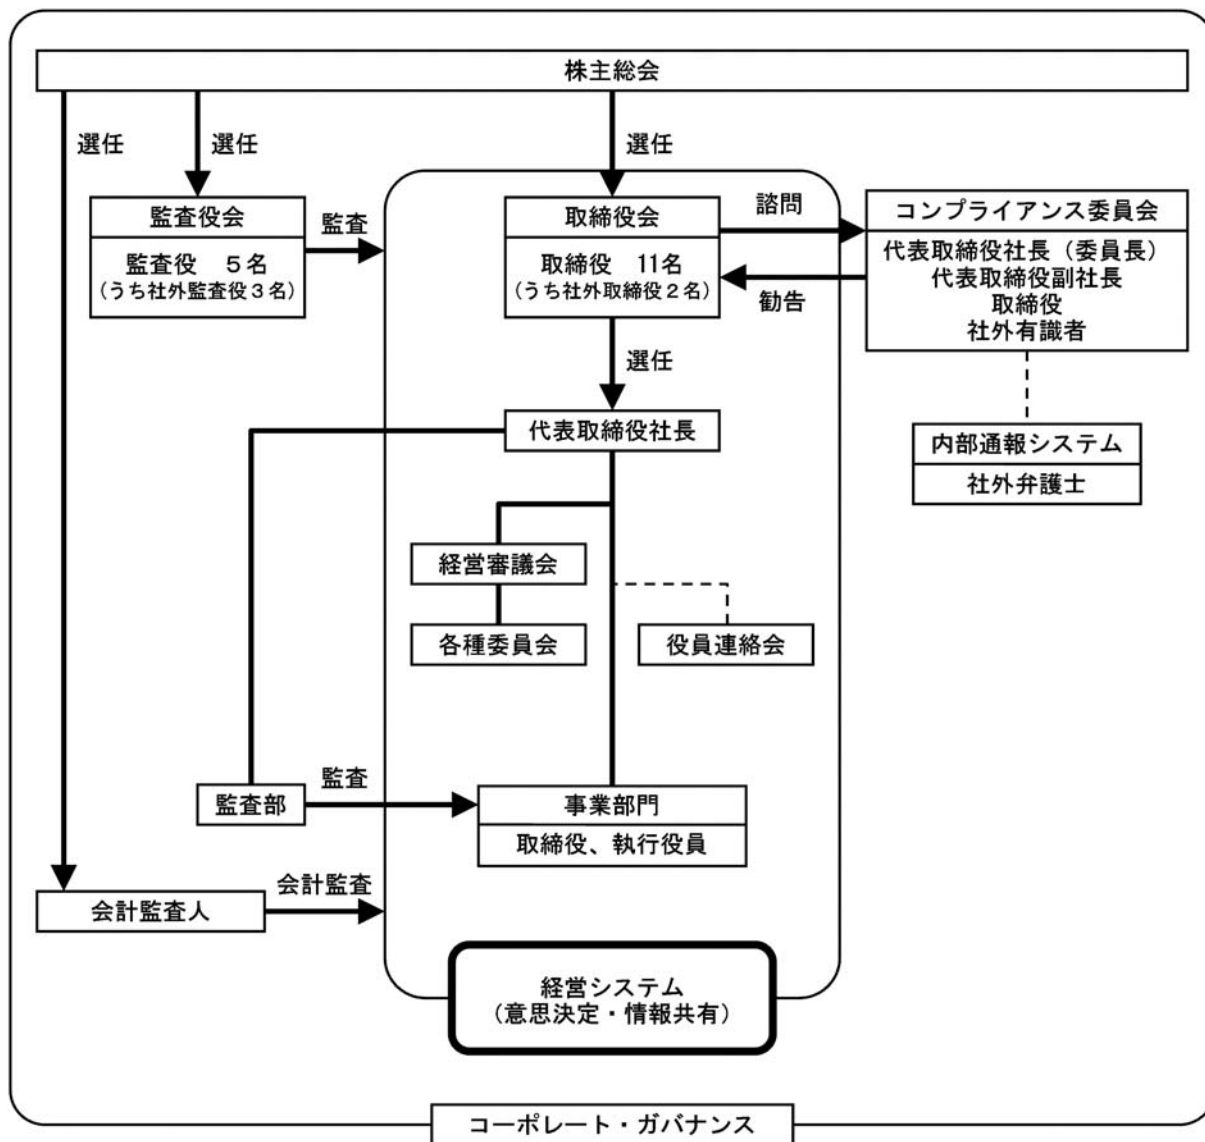 株主総会
選任
選任
選任
監査役会
監査役　5名
(うち社外監査役3名)
監査
取締役会
取締役　11名
(うち社外取締役2名)
諮問
勧告
コンプライアンス委員会
代表取締役社長（委員長）
代表取締役副社長
取締役
社外有識者
選任
代表取締役社長
内部通報システム
社外弁護士
経営審議会
各種委員会
役員連絡会
監査部
監査
事業部門
取締役、執行役員
会計監査人
会計監査
経営システム
（意思決定・情報共有）
コーポレート・ガバナンス